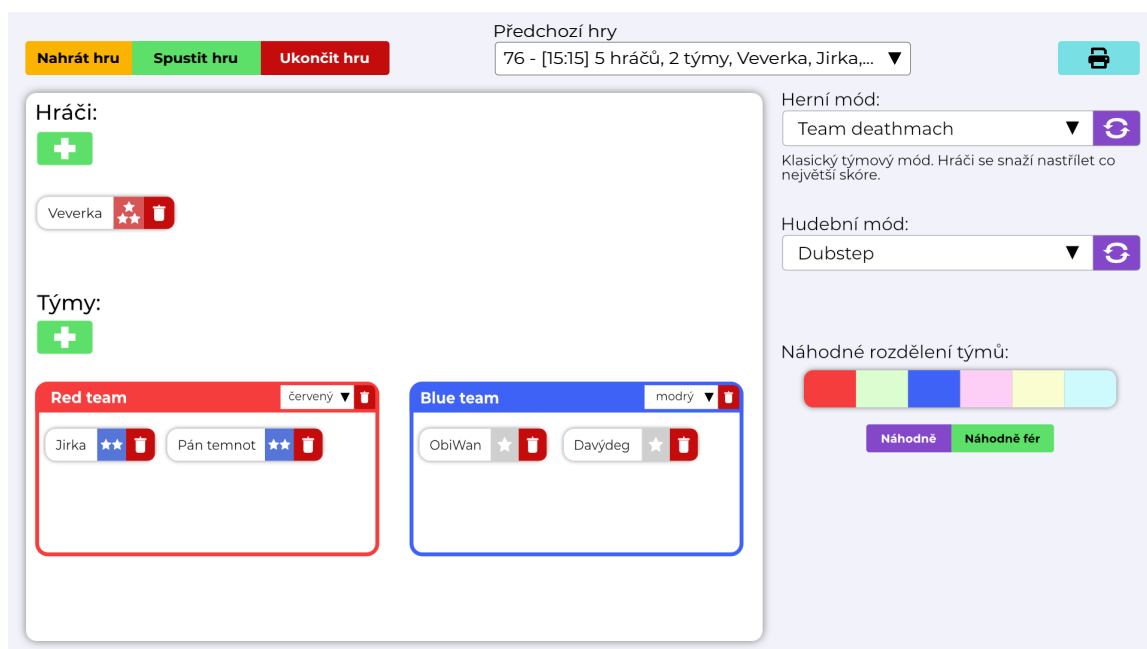 Předchozí hry
Nahrát hru Spustit hru Ukončit hru
76 - [15:15] 5 hráčů, 2 týmy, Veverka, Jirka,...
Hráči:
Veverka
Týmy:
Red team červený
Jirka Pán temnot
Blue team modrý
ObiWan Davýdeg
Herní mód:
Team deathmach
Klasický týmový mód. Hráči se snaží nastřílet co
největší skóre.
Hudební mód:
Dubstep
Náhodné rozdělení týmů:
Náhodně Náhodně fér